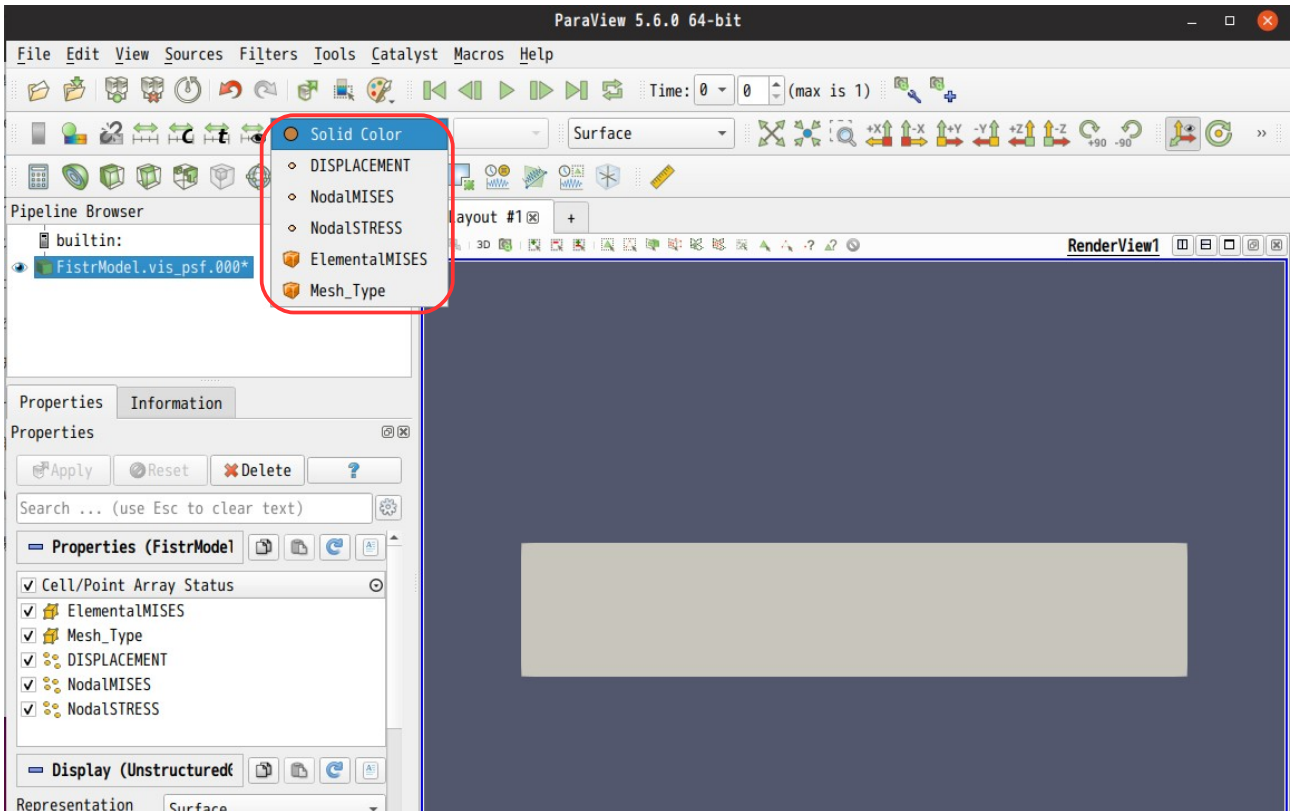 ParaView 5.6.0 64-bit
File Edit View Sources Filters Tools Catalyst Macros Help
Time: 0 0 (max is 1)
Solid Color
DISPLACEMENT
NodalMISES
NodalSTRESS
ElementalMISES
Mesh_Type
Surface
+X -X +Y -Y +Z -Z +90 -90 »
Pipeline Browser
builtin:
FistrModel.vis_psf.000*
ayout #1 +
3D
RenderView1
Properties Information
Properties
Apply Reset Delete ?
Search ... (use Esc to clear text)
Properties (FistrModel
Cell/Point Array Status
ElementalMISES
Mesh_Type
DISPLACEMENT
NodalMISES
NodalSTRESS
Display (Unstructured
Representation Surface